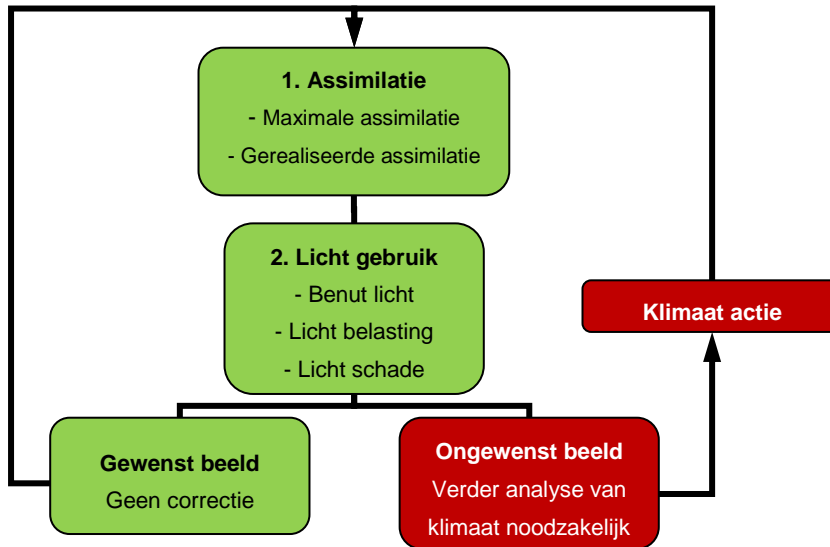 1. Assimilatie
- Maximale assimilatie
- Gerealiseerde assimilatie
2. Licht gebruik
- Benut licht
- Licht belasting
- Licht schade
Klimaat actie
Gewenst beeld
Geen correctie
Ongewenst beeld
Verder analyse van
klimaat noodzakelijk